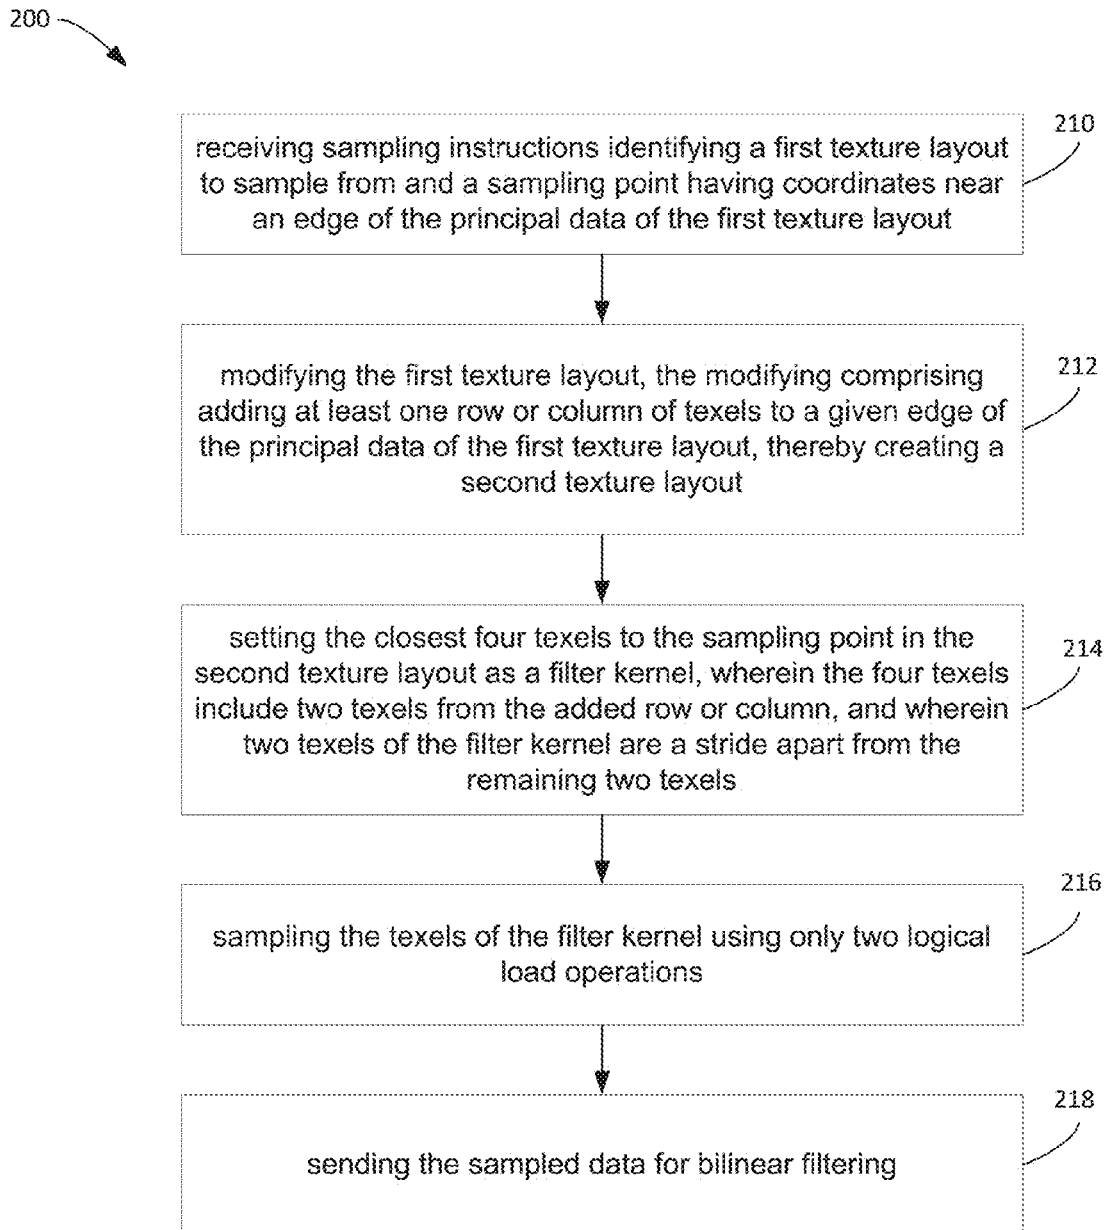 200
210
receiving sampling instructions identifying a first texture layout
to sample from and a sampling point having coordinates near
an edge of the principal data of the first texture layout
212
modifying the first texture layout, the modifying comprising
adding at least one row or column of texels to a given edge of
the principal data of the first texture layout, thereby creating a
second texture layout
214
setting the closest four texels to the sampling point in the
second texture layout as a filter kernel, wherein the four texels
include two texels from the added row or column, and wherein
two texels of the filter kernel are a stride apart from the
remaining two texels
216
sampling the texels of the filter kernel using only two logical
load operations
218
sending the sampled data for bilinear filtering